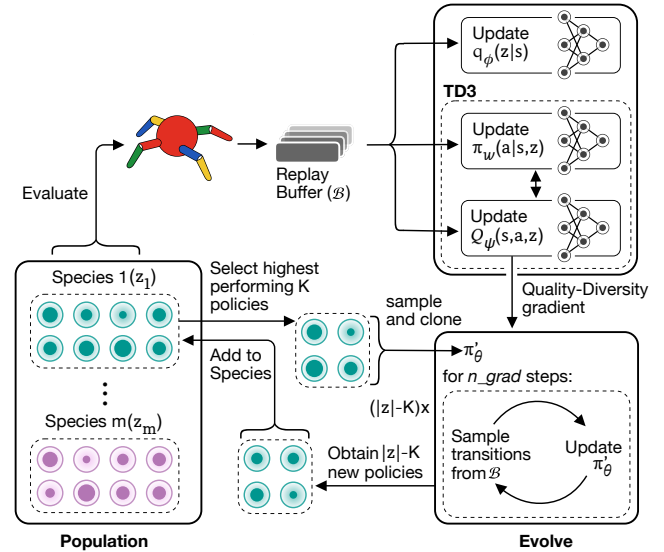 Update
qϕ(z|s)
TD3
Update
πw(a|s,z)
Update
Qψ(s,a,z)
Replay
Buffer (ℬ)
Evaluate
Species 1(z₁)
Select highest
performing K
policies
Quality-Diversity
gradient
sample
and clone
Add to
Species
π'θ
for n_grad steps:
Species m(zₘ)
(|z|-K)x
Sample
transitions
from ℬ
Update
π'θ
Obtain |z|-K
new policies
Population
Evolve